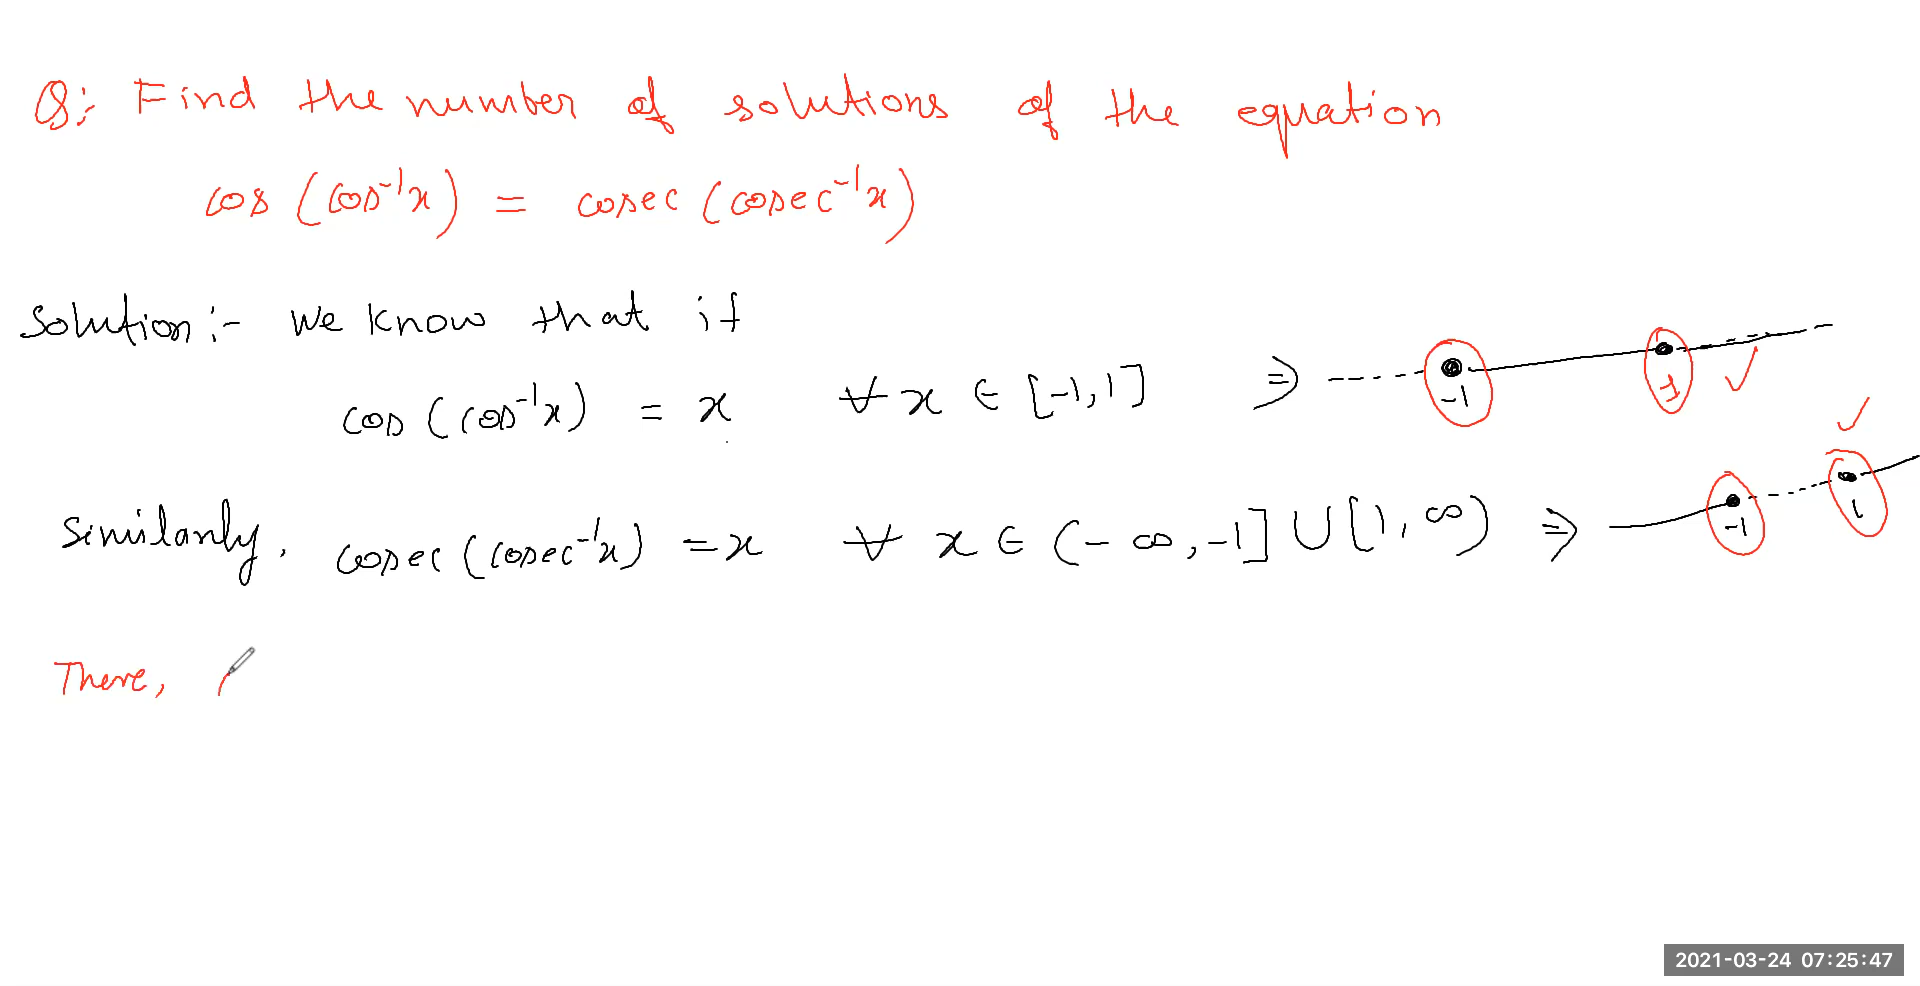 Q: Find the number of solutions of the equation
cos (cos⁻¹x) = cosec (cosec⁻¹x)
Solution:- We know that if
cos (cos⁻¹x) = x ∀ x ∈ [-1,1] ⇒ -1 1
Similarly, cosec (cosec⁻¹x) = x ∀ x ∈ (-∞,-1] ∪ [1,∞) ⇒ -1 1
There, (
2021-03-24 07:25:47